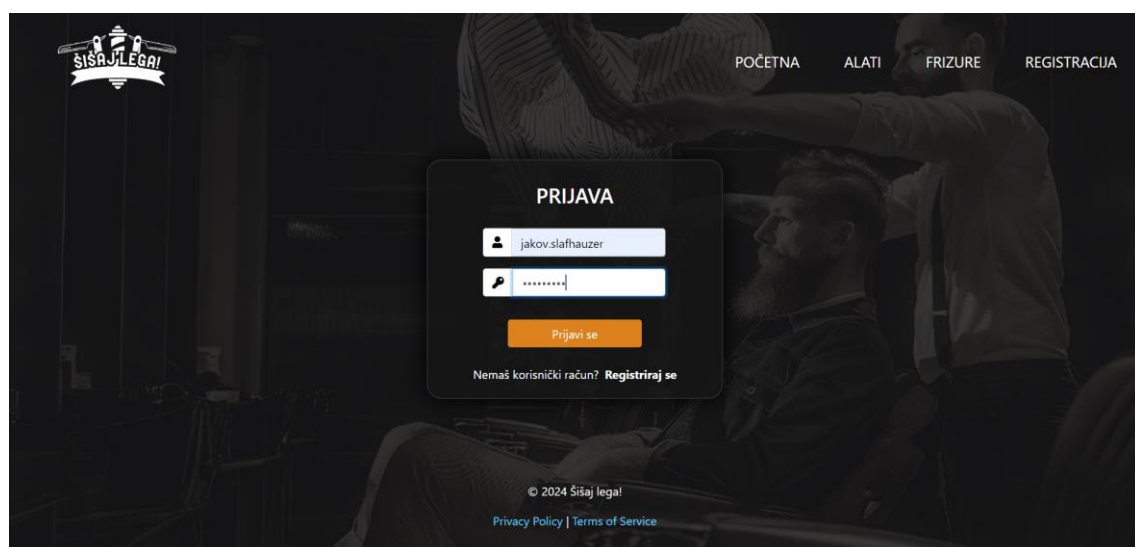 ŠIŠAJ LEGA!
POČETNA ALATI FRIZURE REGISTRACIJA
PRIJAVA
jakov.slafhauzer
•••••••••
Prijavi se
Nemaš korisnički račun? Registriraj se
© 2024 Šišaj lega!
Privacy Policy | Terms of Service